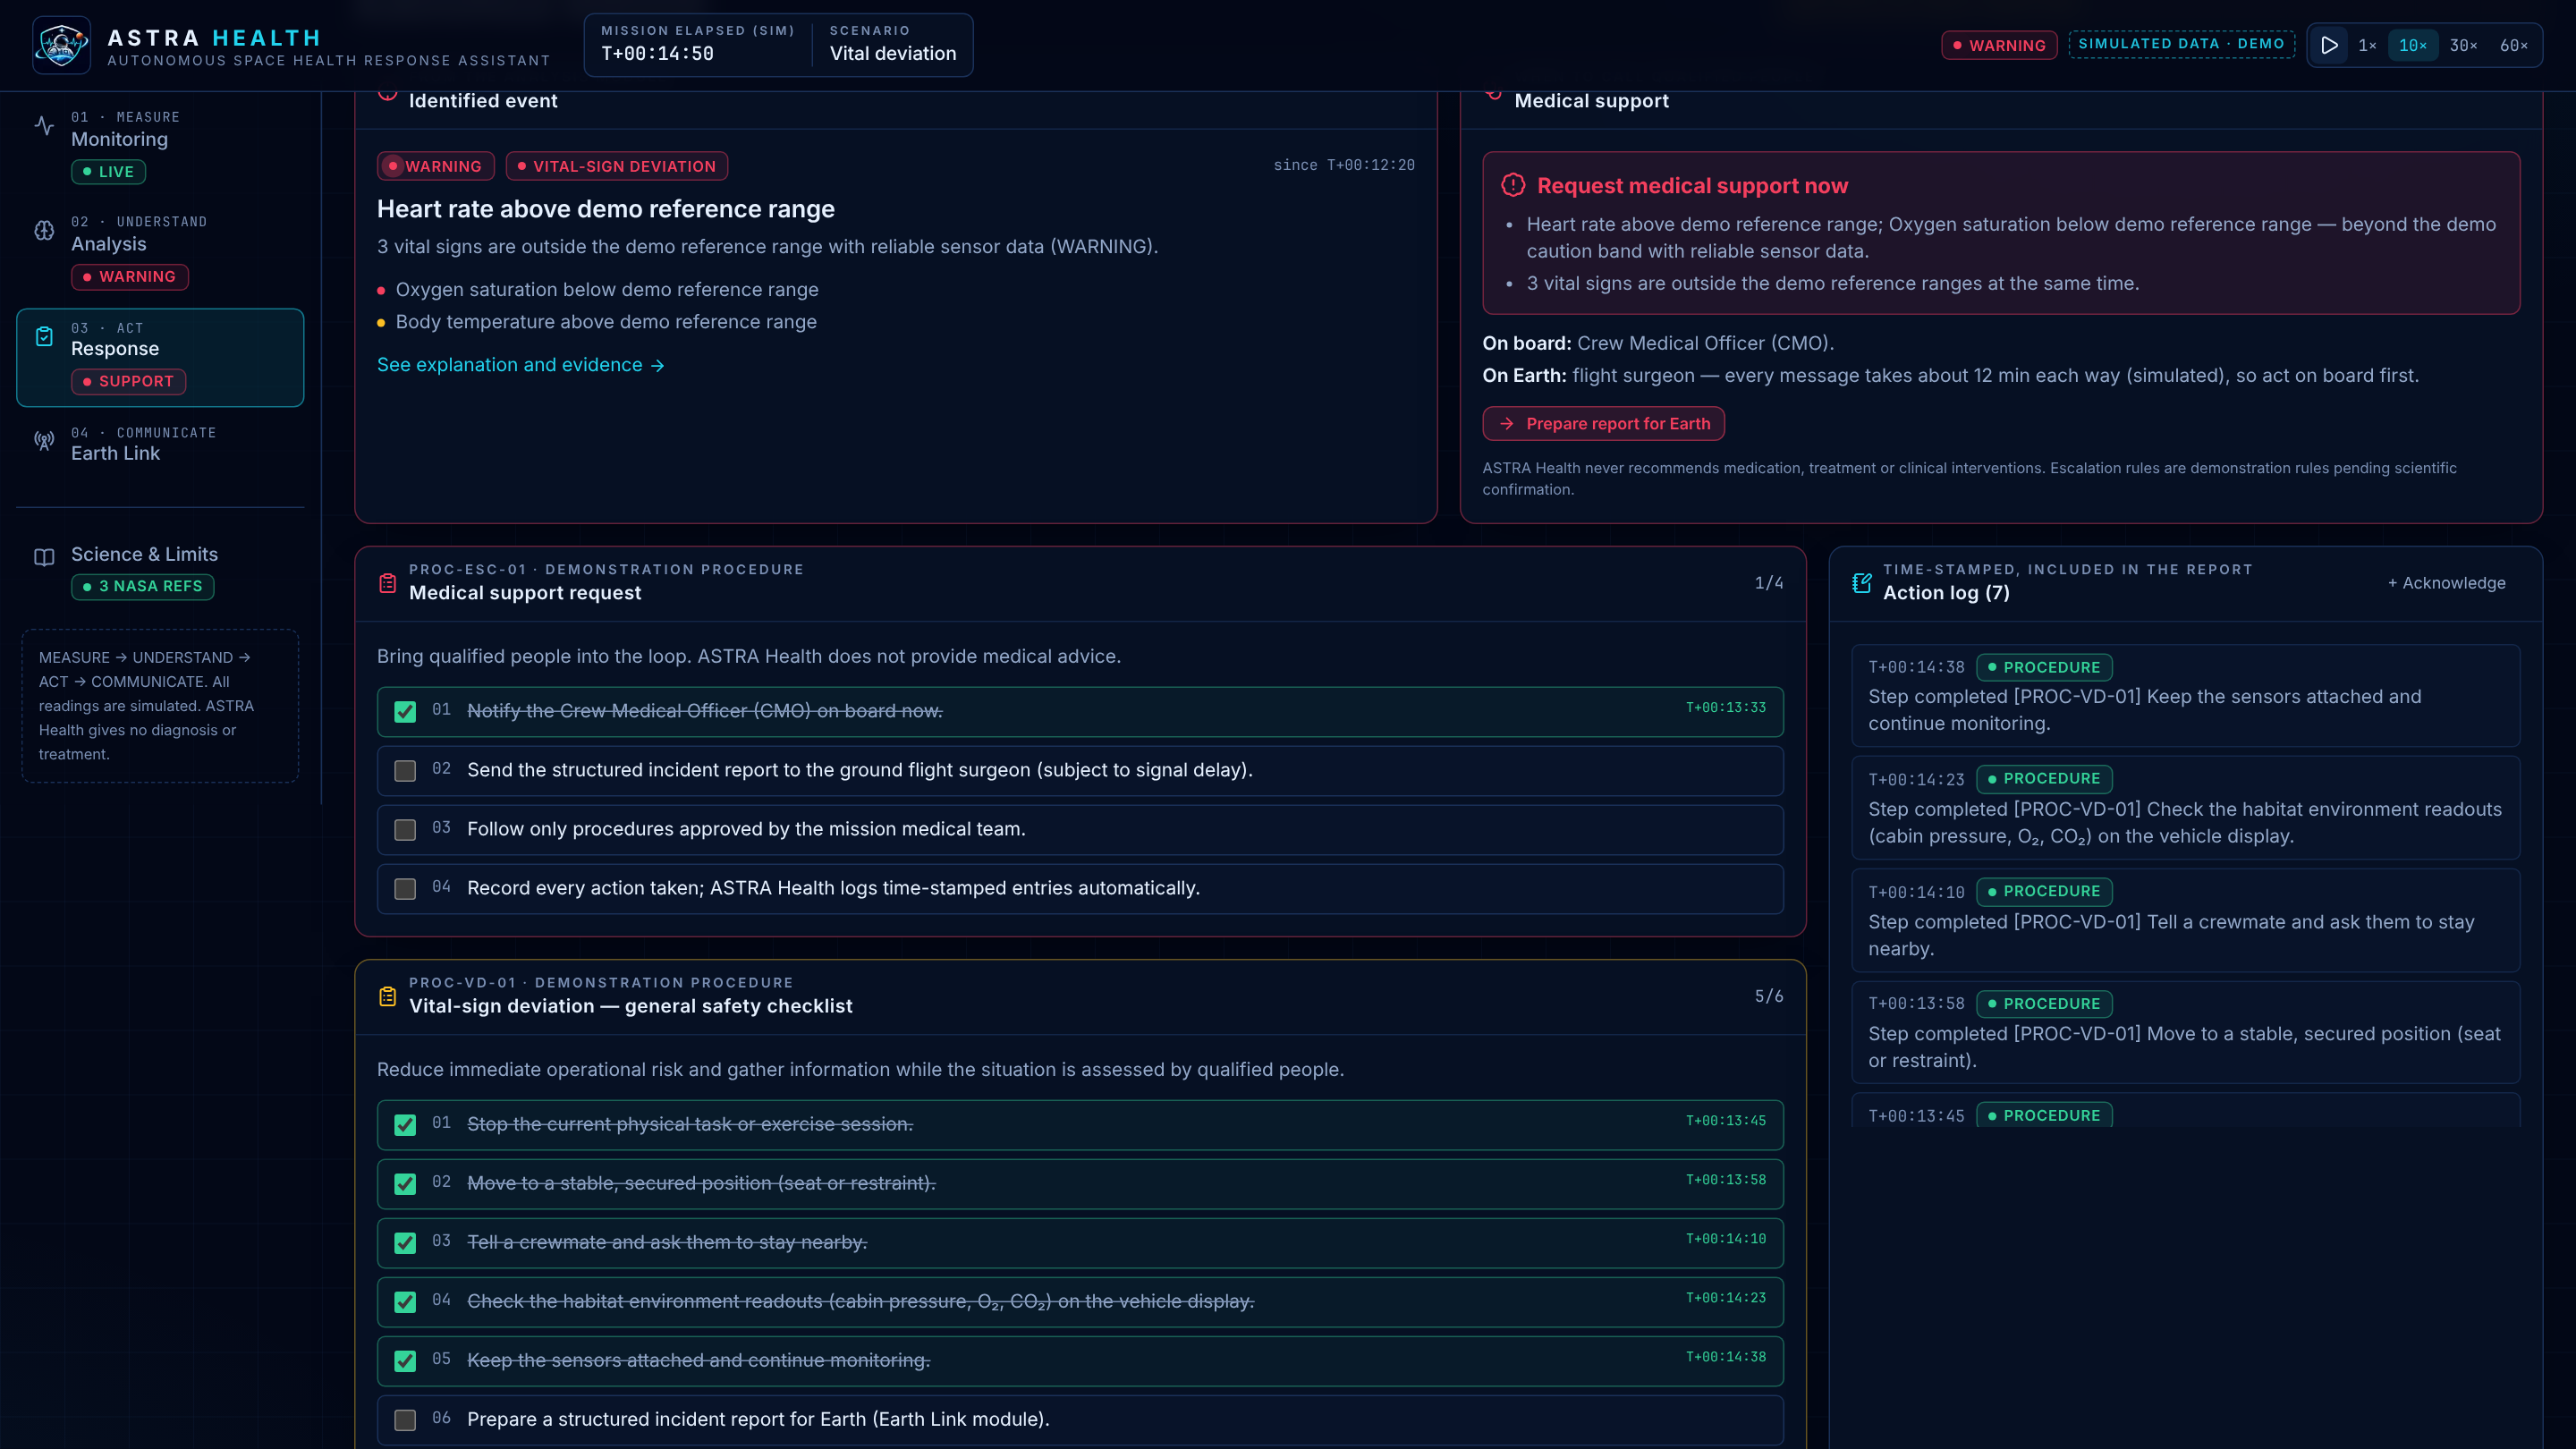 ASTRA HEALTH
AUTONOMOUS SPACE HEALTH RESPONSE ASSISTANT
MISSION ELAPSED (SIM)
T+00:14:50
SCENARIO
Vital deviation
WARNING
SIMULATED DATA · DEMO
1×
10×
30×
60×
01 · MEASURE
Monitoring
LIVE
02 · UNDERSTAND
Analysis
WARNING
03 · ACT
Response
SUPPORT
04 · COMMUNICATE
Earth Link
Science & Limits
3 NASA REFS
MEASURE → UNDERSTAND →
ACT → COMMUNICATE. All
readings are simulated. ASTRA
Health gives no diagnosis or
treatment.
Identified event
WARNING
VITAL-SIGN DEVIATION
since T+00:12:20
Heart rate above demo reference range
3 vital signs are outside the demo reference range with reliable sensor data (WARNING).
Oxygen saturation below demo reference range
Body temperature above demo reference range
See explanation and evidence →
Medical support
Request medical support now
• Heart rate above demo reference range; Oxygen saturation below demo reference range — beyond the demo
caution band with reliable sensor data.
• 3 vital signs are outside the demo reference ranges at the same time.
On board: Crew Medical Officer (CMO).
On Earth: flight surgeon — every message takes about 12 min each way (simulated), so act on board first.
→ Prepare report for Earth
ASTRA Health never recommends medication, treatment or clinical interventions. Escalation rules are demonstration rules pending scientific
confirmation.
PROC-ESC-01 · DEMONSTRATION PROCEDURE
Medical support request
1/4
Bring qualified people into the loop. ASTRA Health does not provide medical advice.
01 Notify the Crew Medical Officer (CMO) on board now. T+00:13:33
02 Send the structured incident report to the ground flight surgeon (subject to signal delay).
03 Follow only procedures approved by the mission medical team.
04 Record every action taken; ASTRA Health logs time-stamped entries automatically.
PROC-VD-01 · DEMONSTRATION PROCEDURE
Vital-sign deviation — general safety checklist
5/6
Reduce immediate operational risk and gather information while the situation is assessed by qualified people.
01 Stop the current physical task or exercise session. T+00:13:45
02 Move to a stable, secured position (seat or restraint). T+00:13:58
03 Tell a crewmate and ask them to stay nearby. T+00:14:10
04 Check the habitat environment readouts (cabin pressure, O₂, CO₂) on the vehicle display. T+00:14:23
05 Keep the sensors attached and continue monitoring. T+00:14:38
06 Prepare a structured incident report for Earth (Earth Link module).
TIME-STAMPED, INCLUDED IN THE REPORT
Action log (7)
+ Acknowledge
T+00:14:38 PROCEDURE
Step completed [PROC-VD-01] Keep the sensors attached and
continue monitoring.
T+00:14:23 PROCEDURE
Step completed [PROC-VD-01] Check the habitat environment readouts
(cabin pressure, O₂, CO₂) on the vehicle display.
T+00:14:10 PROCEDURE
Step completed [PROC-VD-01] Tell a crewmate and ask them to stay
nearby.
T+00:13:58 PROCEDURE
Step completed [PROC-VD-01] Move to a stable, secured position (seat
or restraint).
T+00:13:45 PROCEDURE